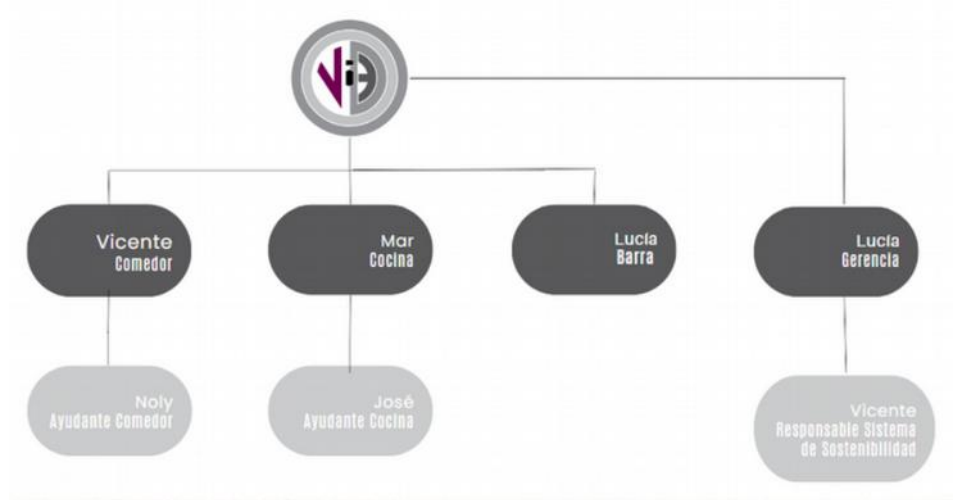 Vicente
Comedor
Mar
Cocina
Lucía
Barra
Lucía
Gerencia
Noly
Ayudante Comedor
José
Ayudante Cocina
Vicente
Responsable Sistema
de Sostenibilidad